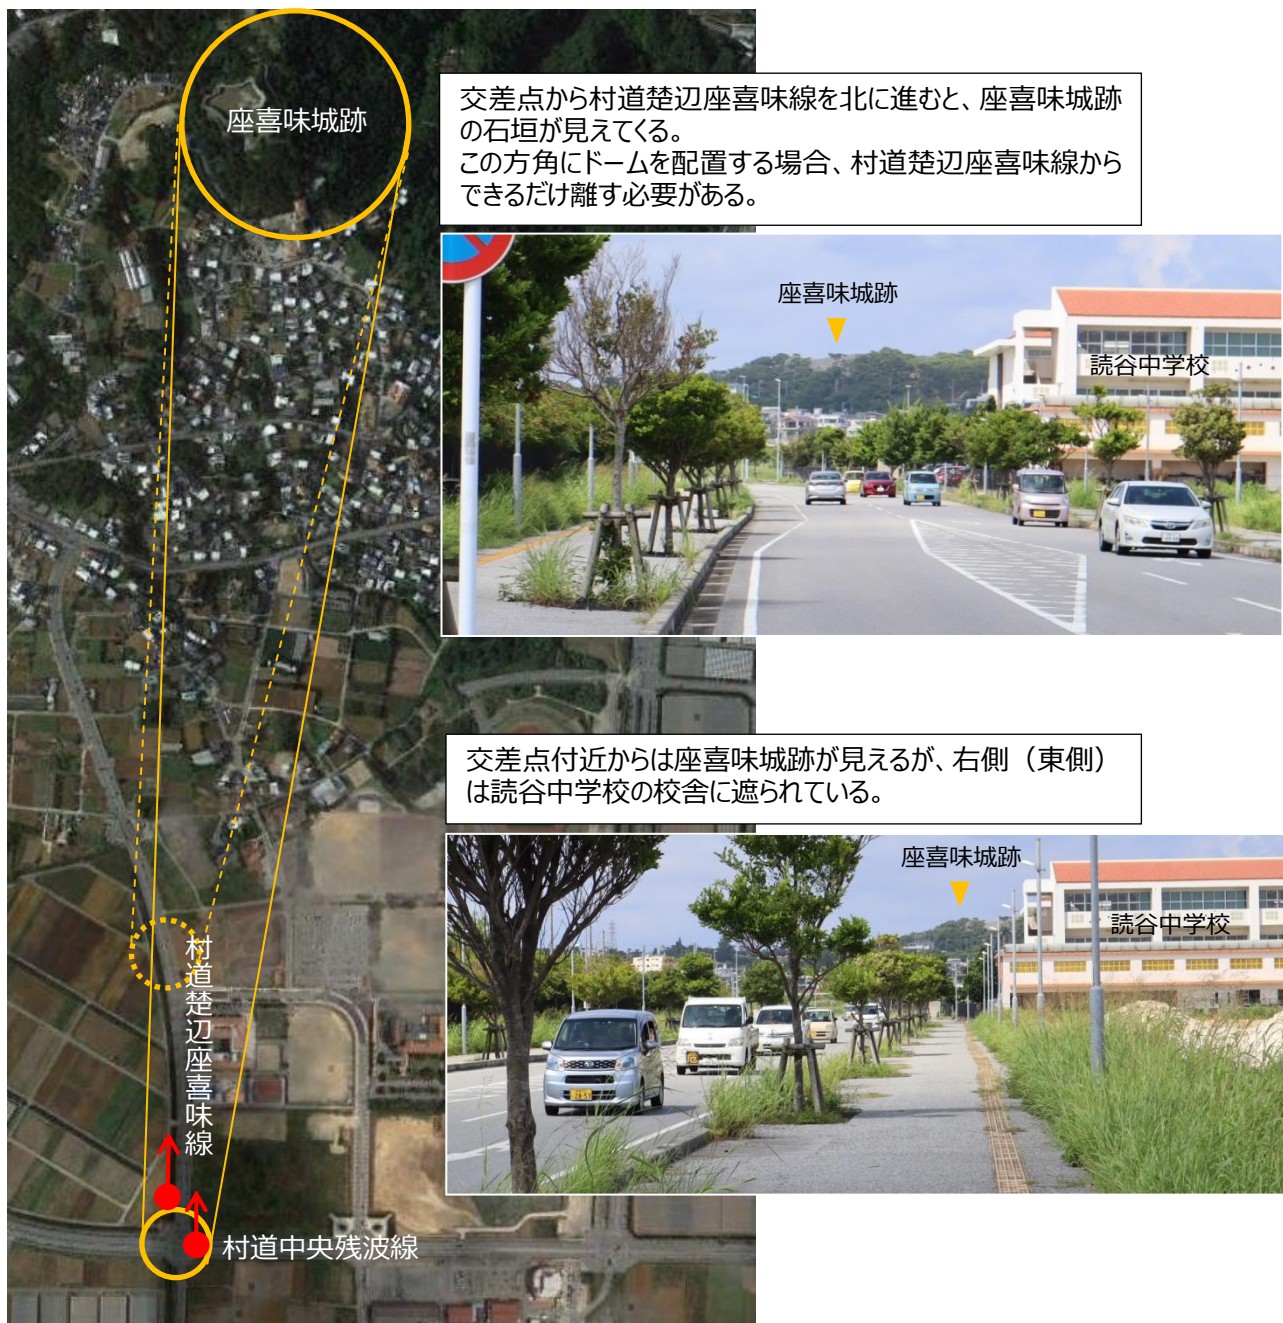 座喜味城跡
交差点から村道楚辺座喜味線を北に進むと、座喜味城跡
の石垣が見えてくる。
この方角にドームを配置する場合、村道楚辺座喜味線から
できるだけ離す必要がある。
座喜味城跡
読谷中学校
交差点付近からは座喜味城跡が見えるが、右側（東側）
は読谷中学校の校舎に遮られている。
座喜味城跡
読谷中学校
村道楚辺座喜味線
村道中央残波線